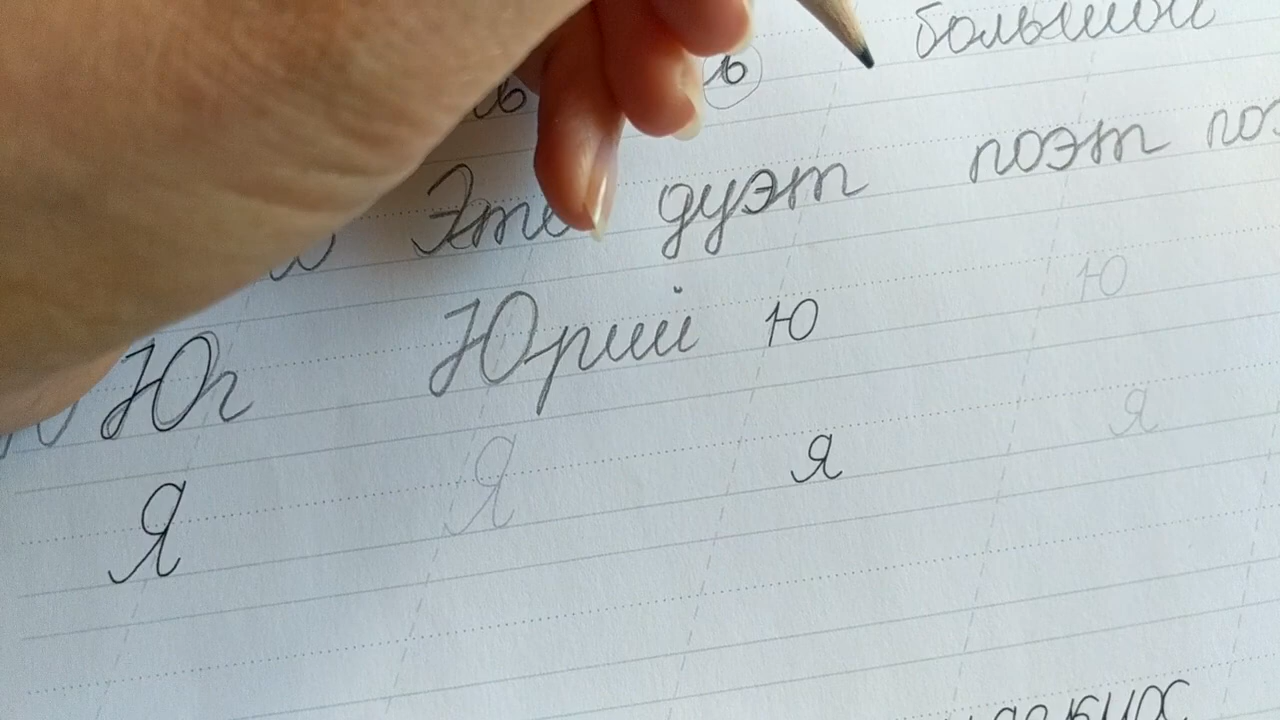 ь ь большой
Это дуэт поэт
Юг Юрий ю ю
Я Я я я